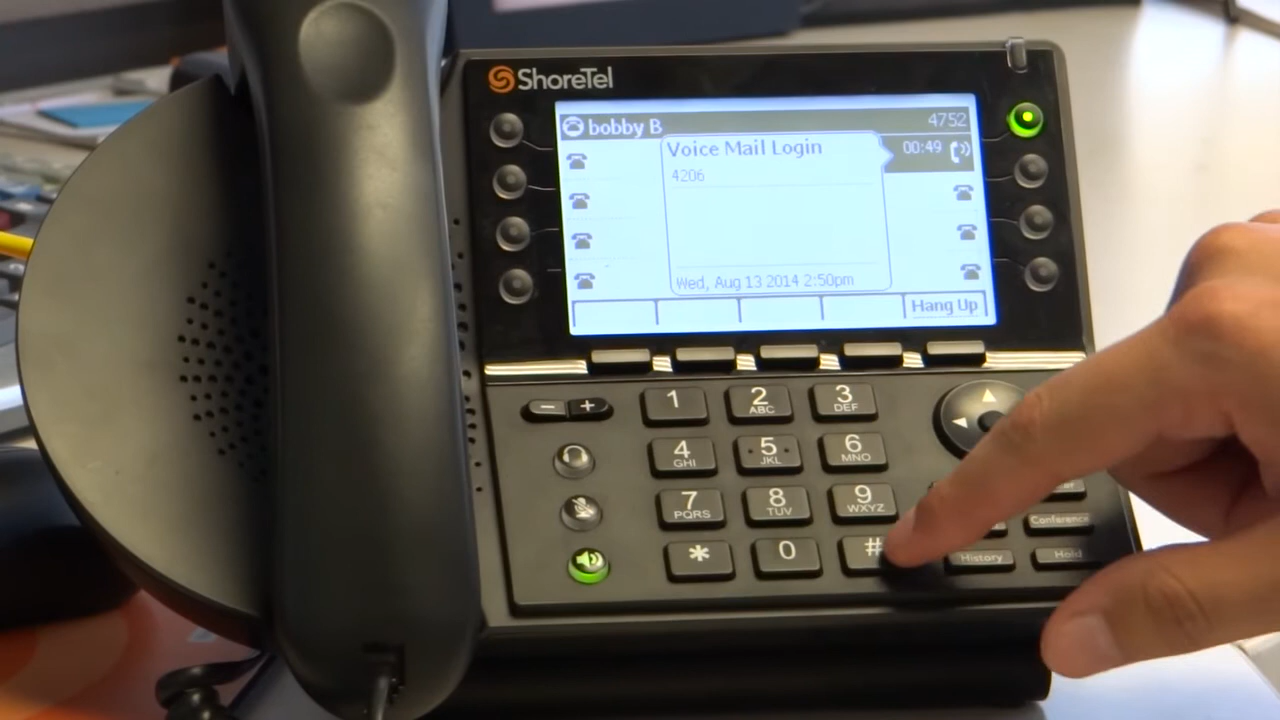 ShoreTel
bobby B
4752
Voice Mail Login
00:49
4206
Wed, Aug 13 2014 2:50pm
Hang Up
− +
1
2
ABC
3
DEF
4
GHI
5
JKL
6
MNO
7
PQRS
8
TUV
9
WXYZ
Conference
*
0
#
History
Hold